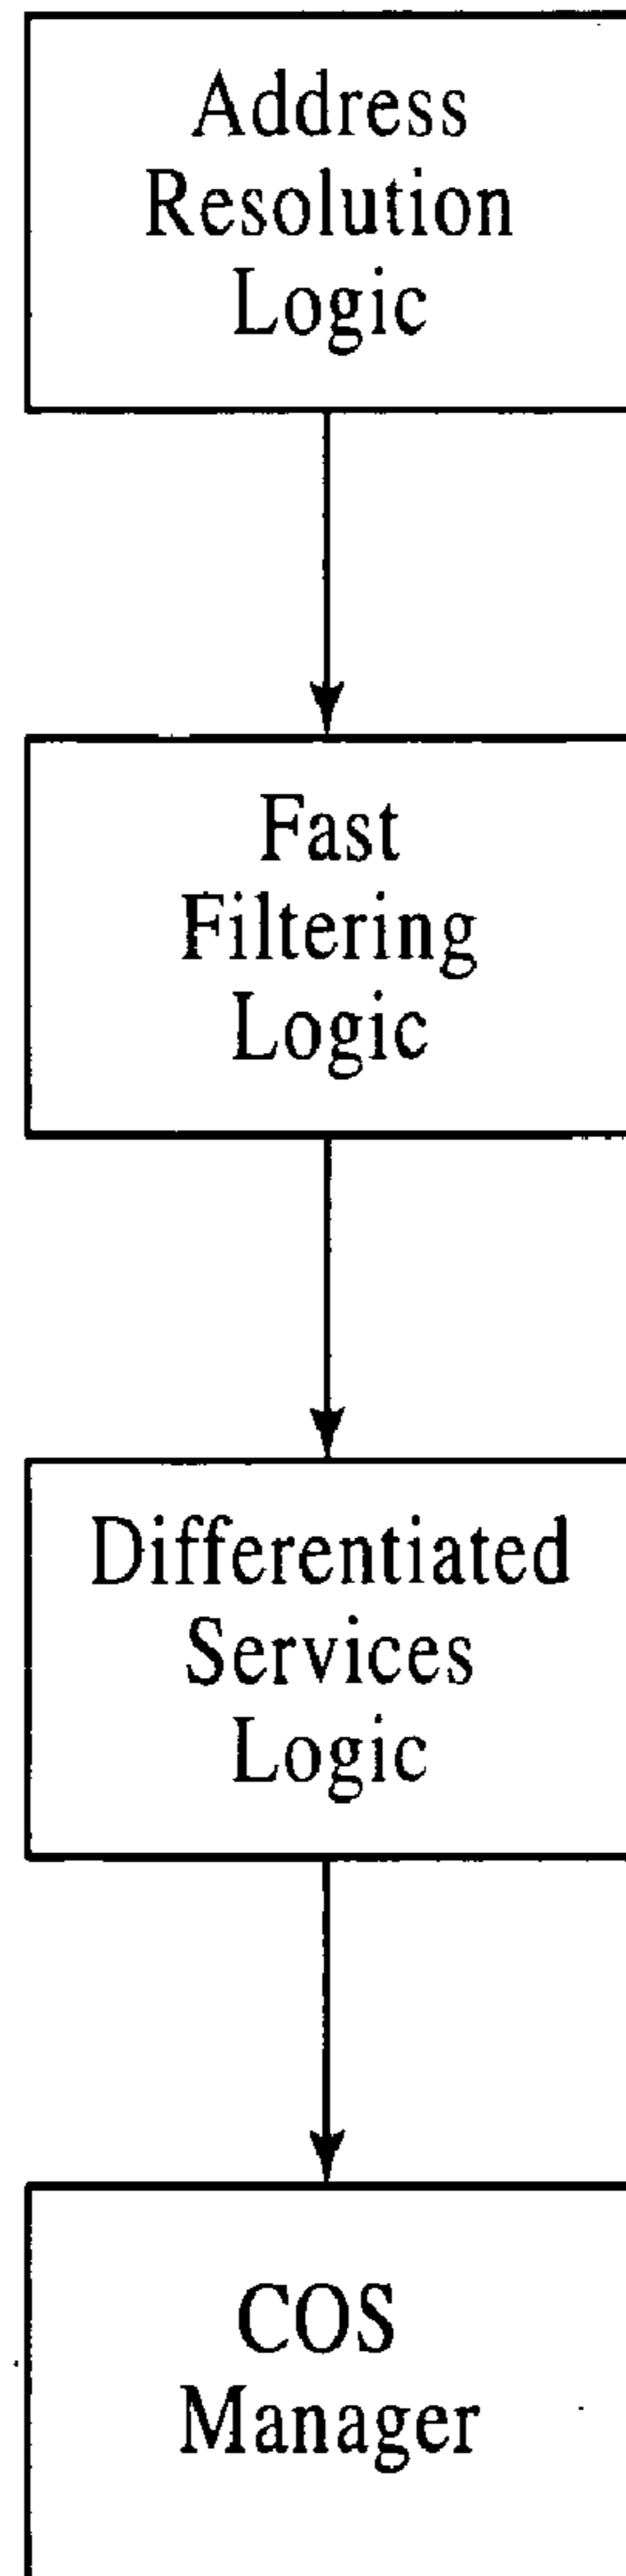 Address
Resolution
Logic
Fast
Filtering
Logic
Differentiated
Services
Logic
COS
Manager